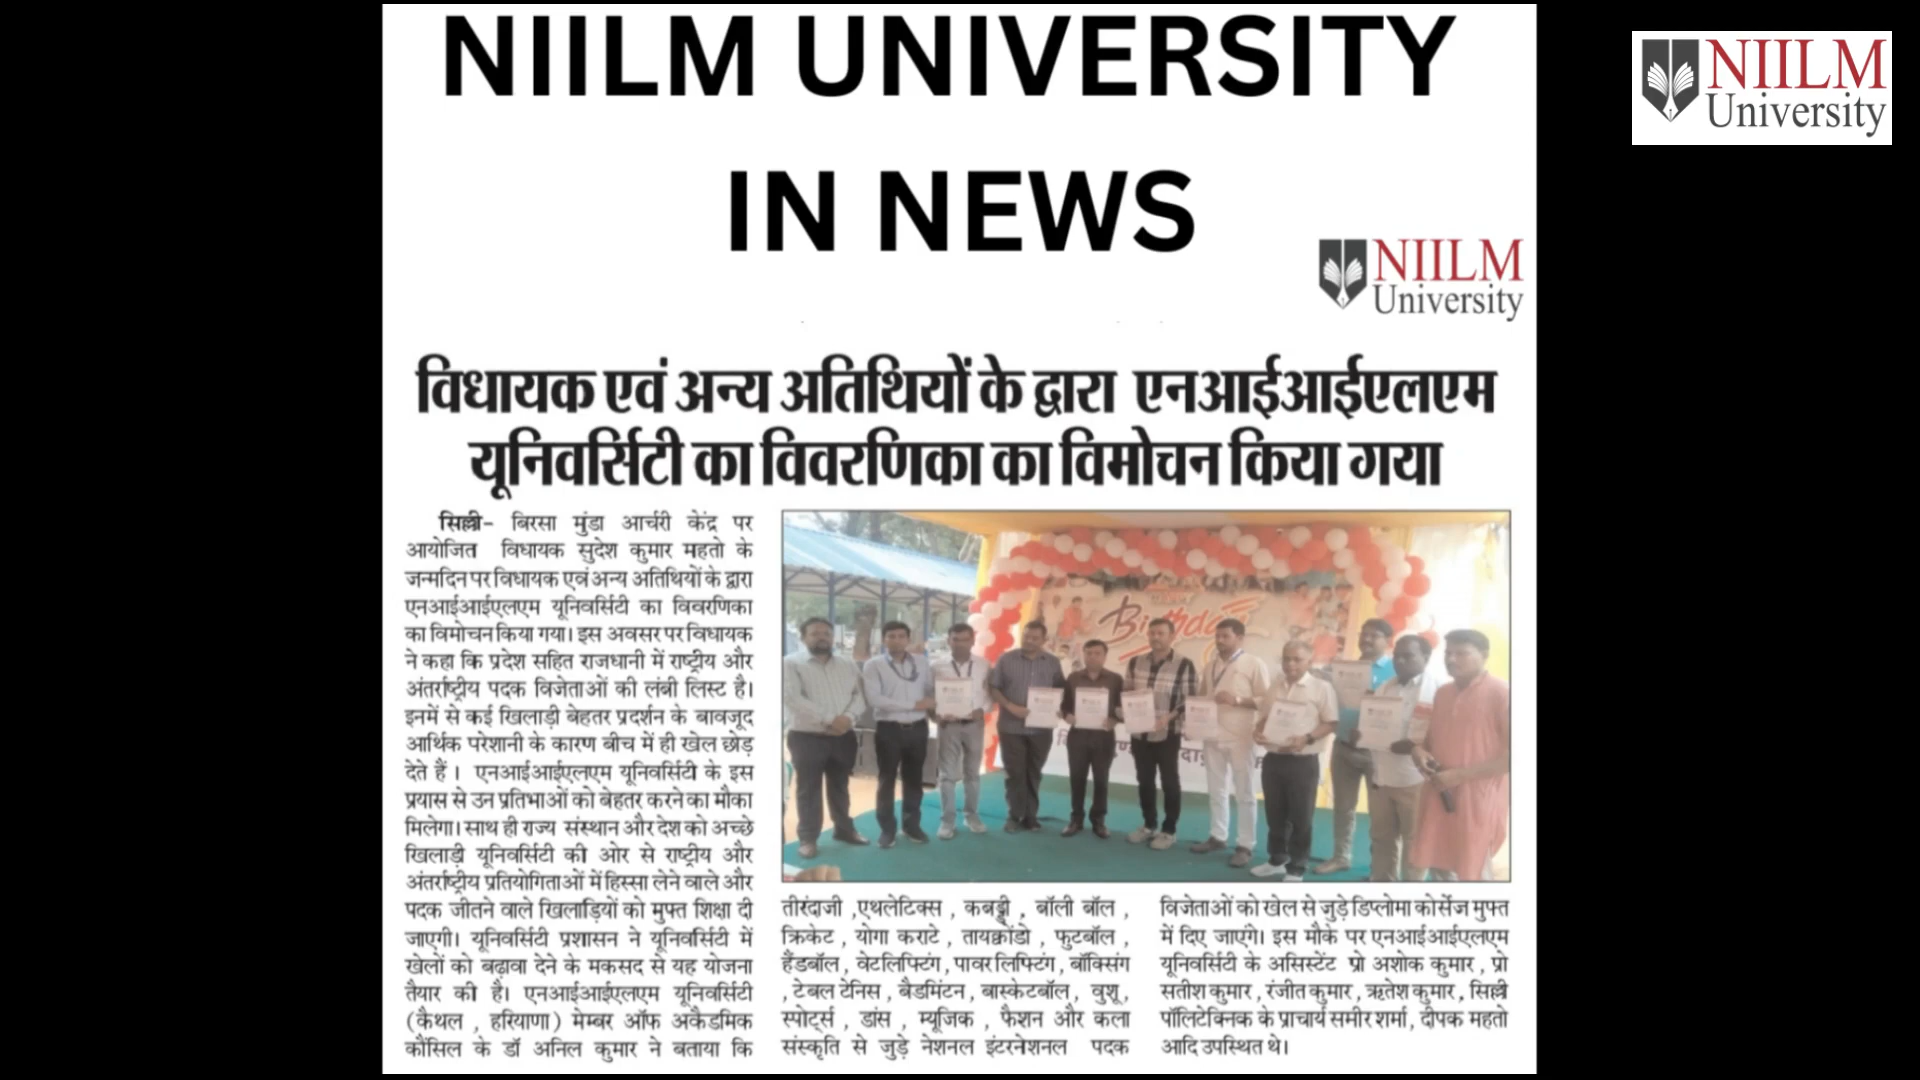 NIILM UNIVERSITY
IN NEWS
NIILM
University
NIILM
University
विधायक एवं अन्य अतिथियों के द्वारा एनआईआईएलएम
यूनिवर्सिटी का विवरणिका का विमोचन किया गया
सिल्ली- बिरसा मुंडा आर्चरी केंद्र पर
आयोजित विधायक सुदेश कुमार महतो के
जन्मदिन पर विधायक एवं अन्य अतिथियों के द्वारा
एनआईआईएलएम यूनिवर्सिटी का विवरणिका
का विमोचन किया गया। इस अवसर पर विधायक
ने कहा कि प्रदेश सहित राजधानी में राष्ट्रीय और
अंतर्राष्ट्रीय पदक विजेताओं की लंबी लिस्ट है।
इनमें से कई खिलाड़ी बेहतर प्रदर्शन के बावजूद
आर्थिक परेशानी के कारण बीच में ही खेल छोड़
देते हैं । एनआईआईएलएम यूनिवर्सिटी के इस
प्रयास से उन प्रतिभाओं को बेहतर करने का मौका
मिलेगा। साथ ही राज्य संस्थान और देश को अच्छे
खिलाड़ी यूनिवर्सिटी की ओर से राष्ट्रीय और
अंतर्राष्ट्रीय प्रतियोगिताओं में हिस्सा लेने वाले और
पदक जीतने वाले खिलाड़ियों को मुफ्त शिक्षा दी
जाएगी। यूनिवर्सिटी प्रशासन ने यूनिवर्सिटी में
खेलों को बढ़ावा देने के मकसद से यह योजना
तैयार की है। एनआईआईएलएम यूनिवर्सिटी
(कैथल , हरियाणा) मेम्बर ऑफ अकैडमिक
कौंसिल के डॉ अनिल कुमार ने बताया कि
Birthday
तीरंदाजी ,एथलेटिक्स , कबड्डी , बॉली बॉल ,
क्रिकेट , योगा कराटे , तायक्वोंडो , फुटबॉल ,
हैंडबॉल , वेटलिफ्टिंग, पावर लिफ्टिंग, बॉक्सिंग
, टेबल टेनिस , बैडमिंटन, बास्केटबॉल, वुशू,
स्पोर्ट्स , डांस , म्यूजिक , फैशन और कला
संस्कृति से जुड़े नेशनल इंटरनेशनल पदक
विजेताओं को खेल से जुड़े डिप्लोमा कोर्सेज मुफ्त
में दिए जाएंगे। इस मौके पर एनआईआईएलएम
यूनिवर्सिटी के असिस्टेंट प्रो अशोक कुमार , प्रो
सतीश कुमार , रंजीत कुमार , ऋतेश कुमार , सिल्ली
पॉलिटेक्निक के प्राचार्य समीर शर्मा, दीपक महतो
आदि उपस्थित थे।